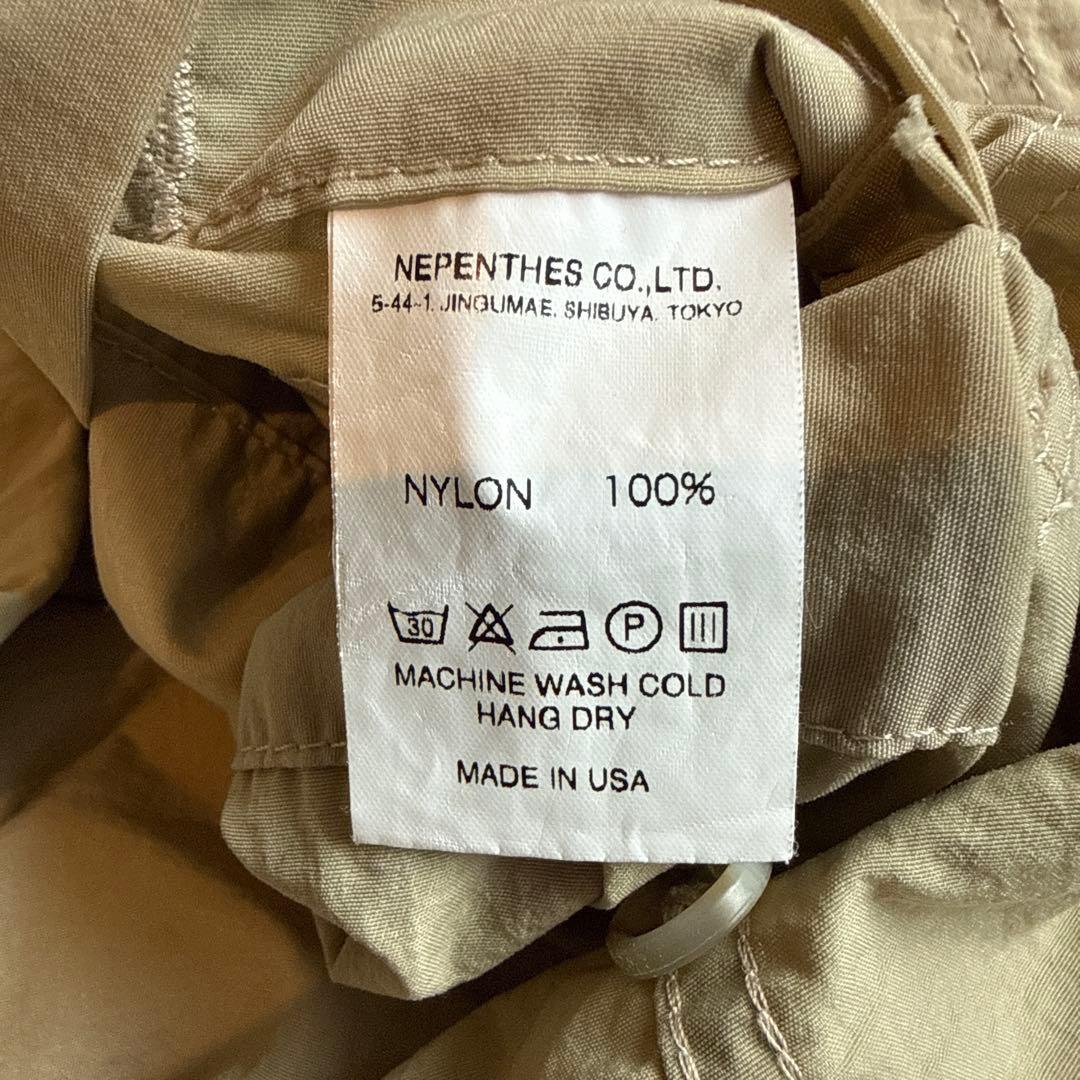 NEPENTHES CO.,LTD.
5-44-1, JINGUMAE, SHIBUYA, TOKYO
NYLON 100%
30 P
MACHINE WASH COLD
HANG DRY
MADE IN USA